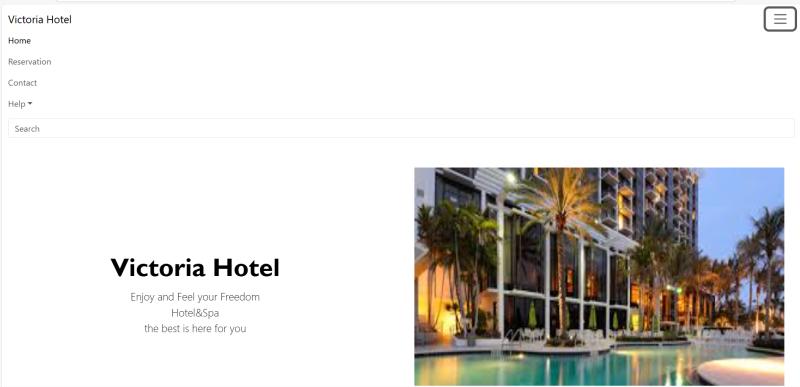 Victoria Hotel
Home
Reservation
Contact
Help
Search
Victoria Hotel
Enjoy and Feel your Freedom
Hotel&Spa
the best is here for you